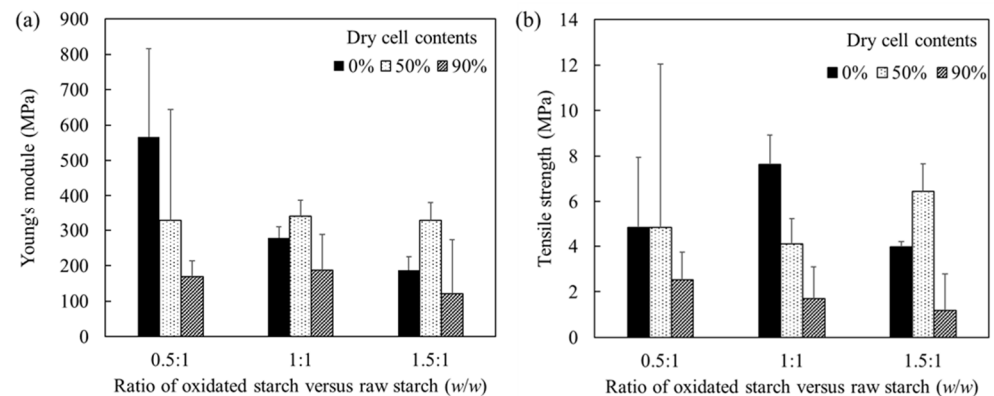 (a)
Young's module (MPa)
900
800
700
600
500
400
300
200
100
0
Dry cell contents
0% 50% 90%
0.5:1 1:1 1.5:1
Ratio of oxidated starch versus raw starch (w/w)
(b)
Tensile strength (MPa)
14
12
10
8
6
4
2
0
Dry cell contents
0% 50% 90%
0.5:1 1:1 1.5:1
Ratio of oxidated starch versus raw starch (w/w)